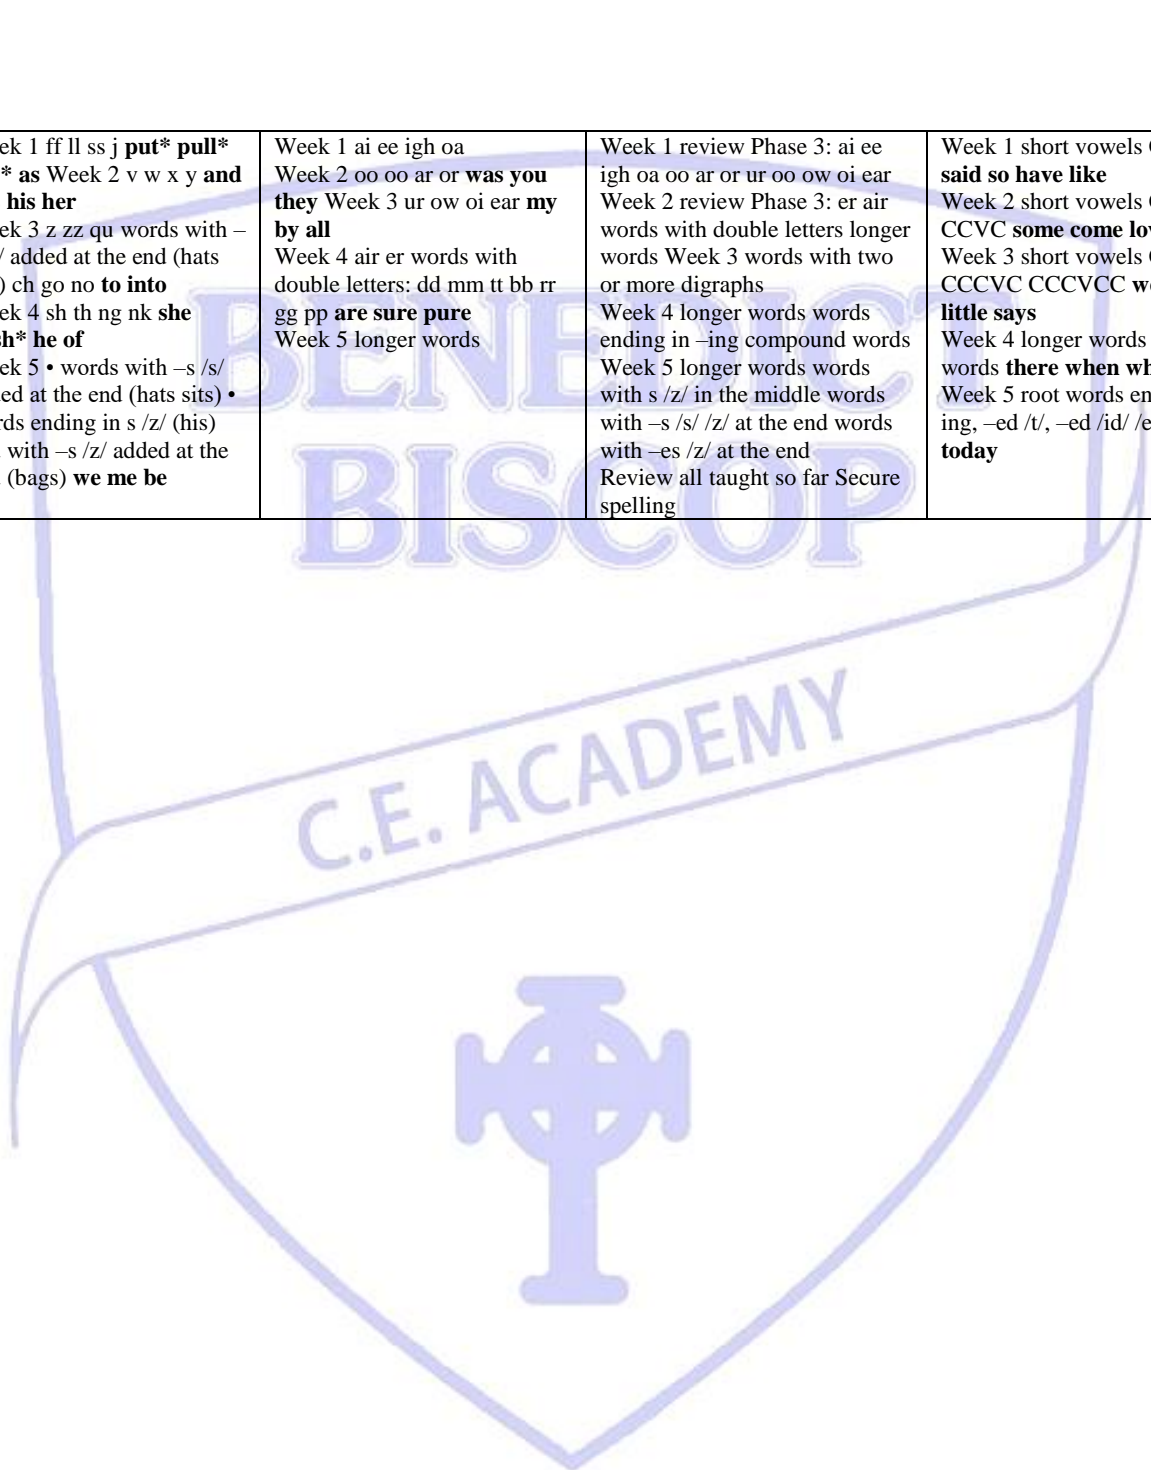 ek 1 ff ll ss j put* pull*
* as Week 2 v w x y and
his her
ek 3 z zz qu words with –
/ added at the end (hats
) ch go no to into
ek 4 sh th ng nk she
sh* he of
ek 5 • words with –s /s/
ed at the end (hats sits) •
rds ending in s /z/ (his)
with –s /z/ added at the
(bags) we me be
Week 1 ai ee igh oa
Week 2 oo oo ar or was you
they Week 3 ur ow oi ear my
by all
Week 4 air er words with
double letters: dd mm tt bb rr
gg pp are sure pure
Week 5 longer words
Week 1 review Phase 3: ai ee
igh oa oo ar or ur oo ow oi ear
Week 2 review Phase 3: er air
words with double letters longer
words Week 3 words with two
or more digraphs
Week 4 longer words words
ending in –ing compound words
Week 5 longer words words
with s /z/ in the middle words
with –s /s/ /z/ at the end words
with –es /z/ at the end
Review all taught so far Secure
spelling
Week 1 short vowels
said so have like
Week 2 short vowels
CCVC some come lo
Week 3 short vowels
CCCVC CCCVCC w
little says
Week 4 longer words
words there when wh
Week 5 root words en
ing, –ed /t/, –ed /id/ /e
today
BENEDICT
BISCOP
C.E. ACADEMY